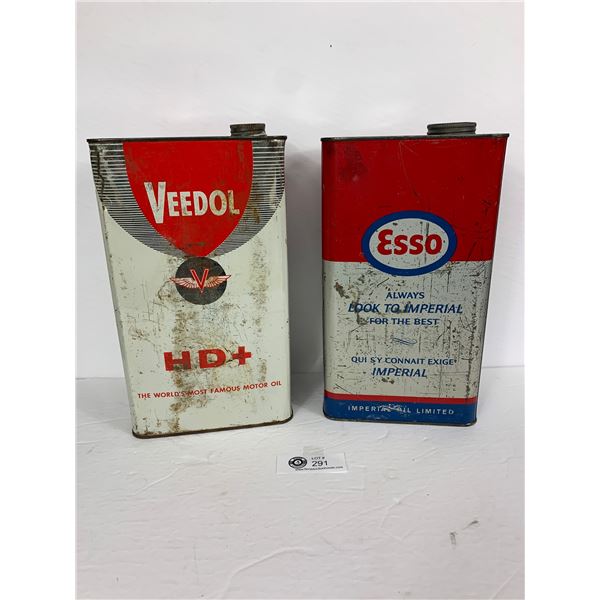 VEEDOL
V
HD+
THE WORLD'S MOST FAMOUS MOTOR OIL
Esso
ALWAYS
LOOK TO IMPERIAL
FOR THE BEST
QUI S'Y CONNAIT EXIGE
IMPERIAL
IMPERIAL OIL LIMITED
LOT #
291